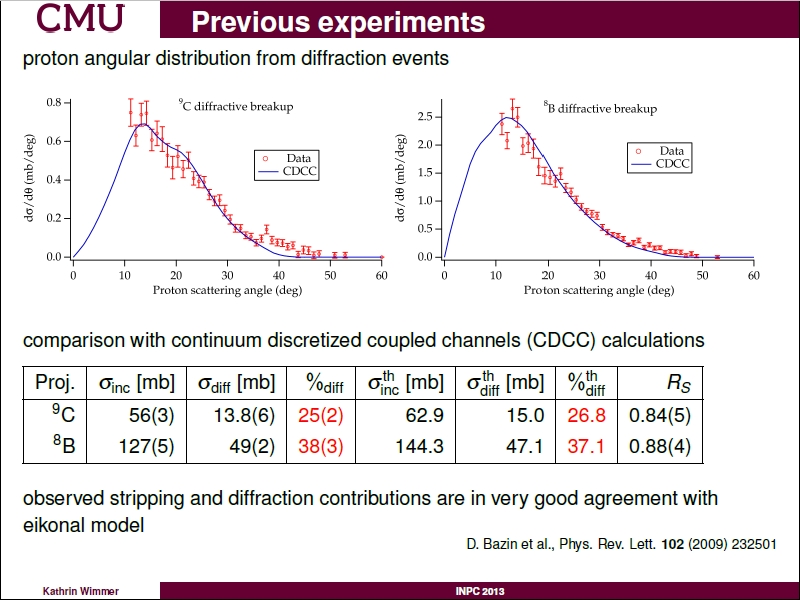 CMU
Previous experiments
proton angular distribution from diffraction events
⁹C diffractive breakup
dσ/dθ (mb/deg)
0.8
0.6
0.4
0.2
0.0
Data
CDCC
0 10 20 30 40 50 60
Proton scattering angle (deg)
⁸B diffractive breakup
dσ/dθ (mb/deg)
2.5
2.0
1.5
1.0
0.5
0.0
Data
CDCC
0 10 20 30 40 50 60
Proton scattering angle (deg)
comparison with continuum discretized coupled channels (CDCC) calculations
Proj. σ_inc [mb] σ_diff [mb] %_diff σ_inc^th [mb] σ_diff^th [mb] %_diff^th R_S
⁹C 56(3) 13.8(6) 25(2) 62.9 15.0 26.8 0.84(5)
⁸B 127(5) 49(2) 38(3) 144.3 47.1 37.1 0.88(4)
observed stripping and diffraction contributions are in very good agreement with
eikonal model
D. Bazin et al., Phys. Rev. Lett. 102 (2009) 232501
Kathrin Wimmer
INPC 2013